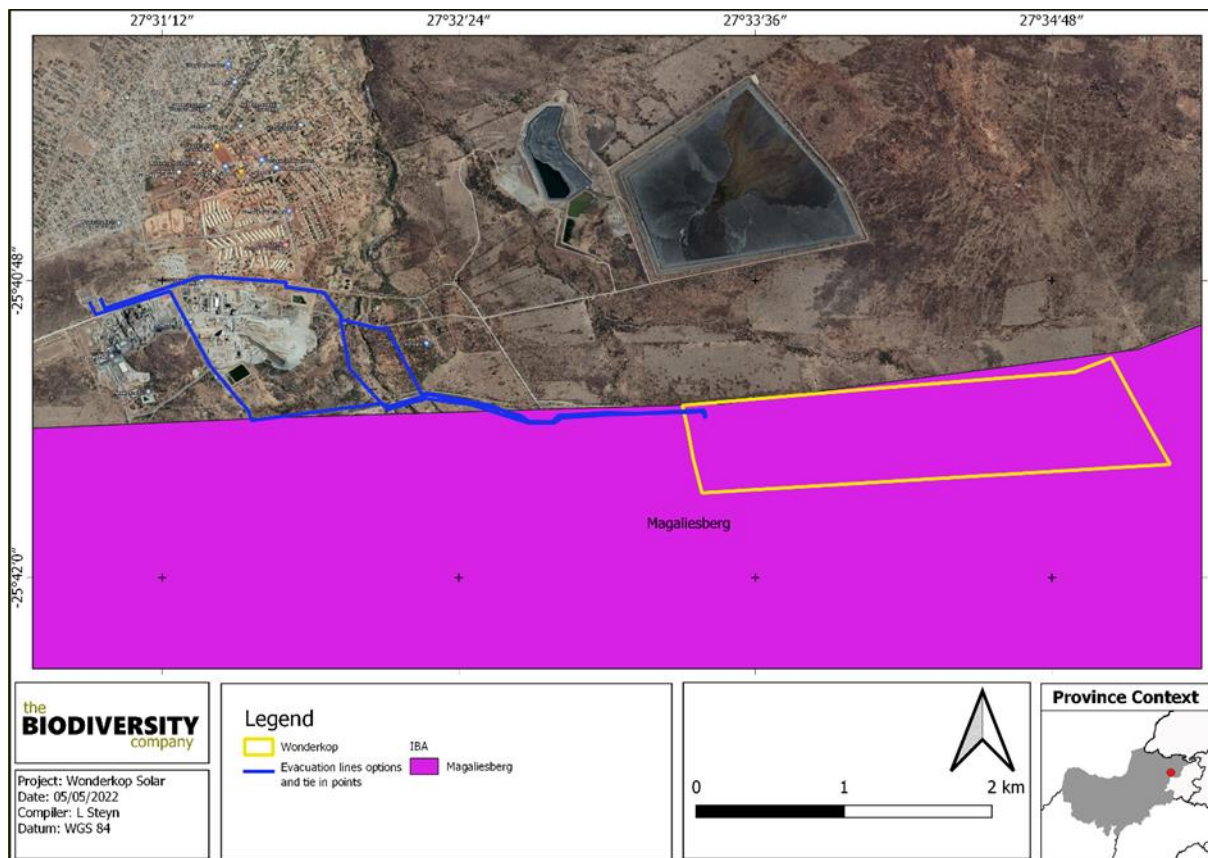 27°31'12" 27°32'24" 27°33'36" 27°34'48"
-25°40'48"
-25°42'0"
Magaliesberg
the
BIODIVERSITY
company
Project: Wonderkop Solar
Date: 05/05/2022
Compiler: L Steyn
Datum: WGS 84
Legend
Wonderkop
Evacuation lines options
and tie in points
IBA
Magaliesberg
0 1 2 km
Province Context